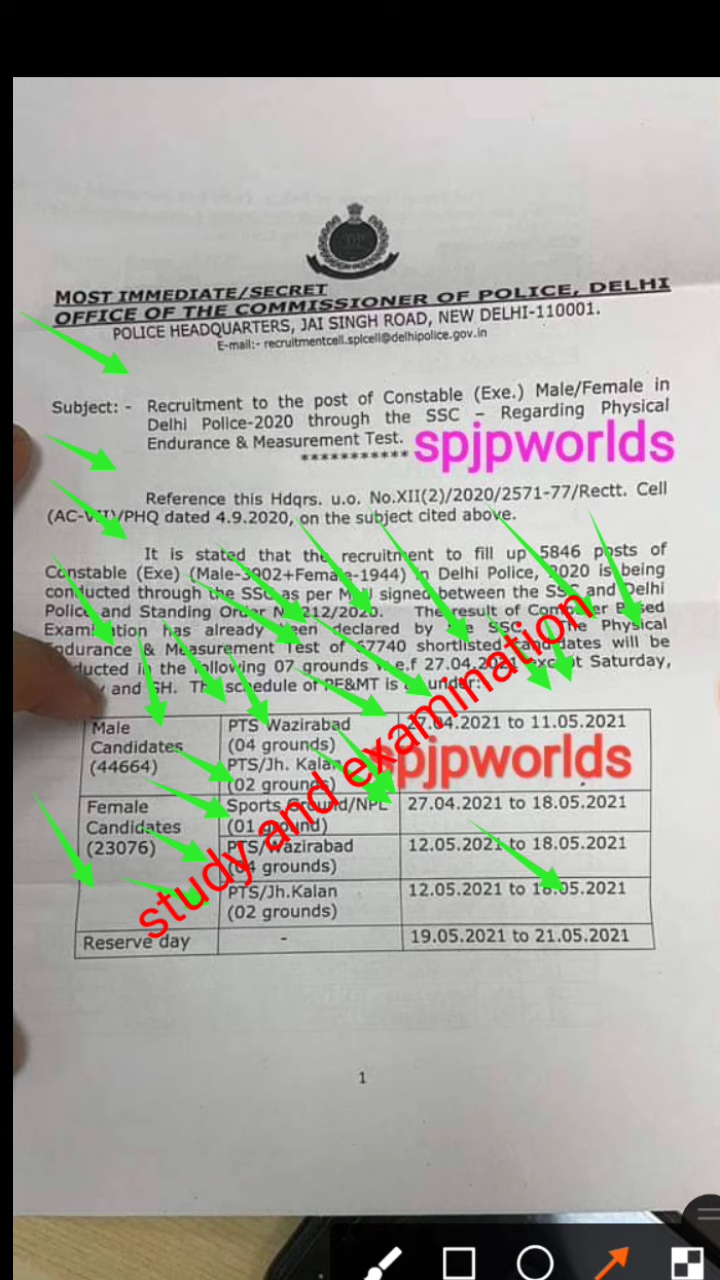 MOST IMMEDIATE/SECRET
OFFICE OF THE COMMISSIONER OF POLICE, DELHI
POLICE HEADQUARTERS, JAI SINGH ROAD, NEW DELHI-110001.
E-mail:- recruitmentcell.splcell@delhipolice.gov.in
Subject: - Recruitment to the post of Constable (Exe.) Male/Female in
Delhi Police-2020 through the SSC – Regarding Physical
Endurance & Measurement Test.
***********
spjpworlds
Reference this Hdqrs. u.o. No.XII(2)/2020/2571-77/Rectt. Cell
(AC-VII)/PHQ dated 4.9.2020, on the subject cited above.
It is stated that the recruitment to fill up 5846 posts of
Constable (Exe) (Male-3902+Female-1944) in Delhi Police, 2020 is being
conducted through the SSC as per MoU signed between the SSC and Delhi
Police and Standing Order No.212/2020. The result of Computer Based
Examination has already been declared by the SSC. The Physical
Endurance & Measurement Test of 67740 shortlisted candidates will be
conducted in the following 07 grounds w.e.f 27.04.2021 except Saturday,
and GH. The schedule of PE&MT is as under:
Male Candidates (44664) PTS Wazirabad (04 grounds) 27.04.2021 to 11.05.2021
PTS/Jh. Kalan (02 grounds)
spjpworlds
Female Candidates (23076) Sports Ground/NPL (01 ground) 27.04.2021 to 18.05.2021
PTS/Wazirabad (04 grounds) 12.05.2021 to 18.05.2021
PTS/Jh.Kalan (02 grounds) 12.05.2021 to 18.05.2021
Reserve day - 19.05.2021 to 21.05.2021
study and examination
1